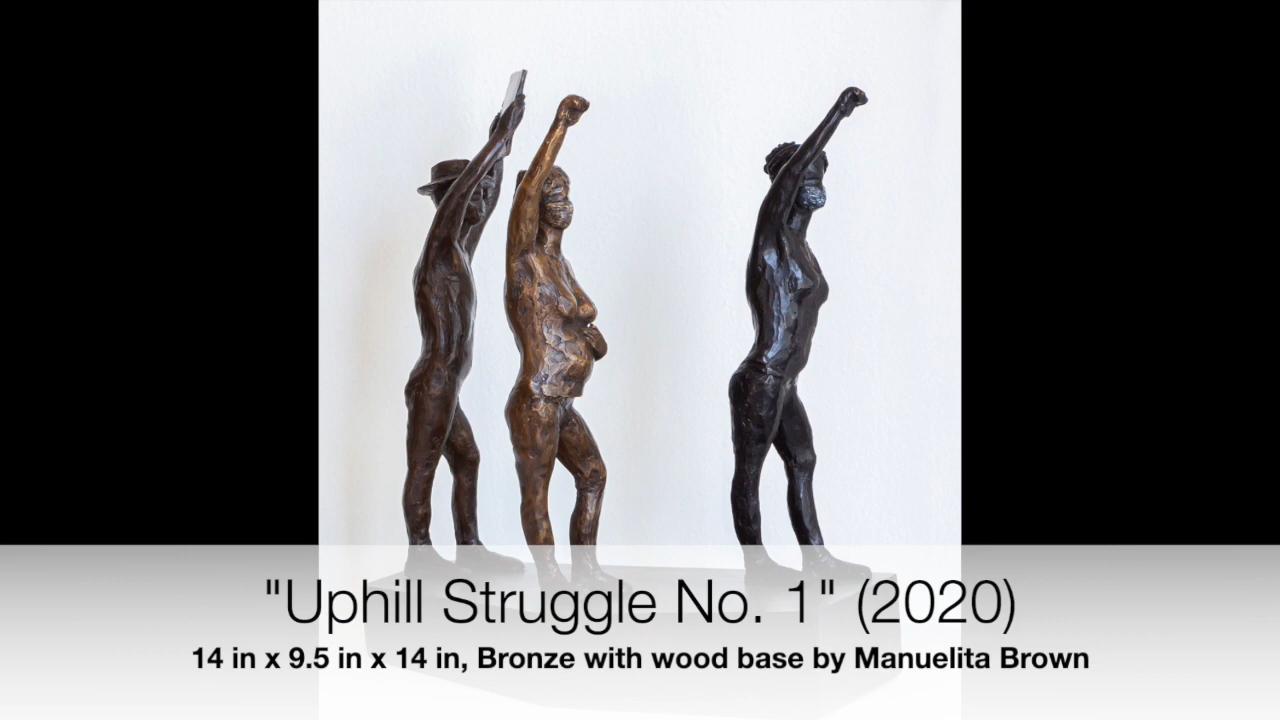 "Uphill Struggle No. 1" (2020)
14 in x 9.5 in x 14 in, Bronze with wood base by Manuelita Brown